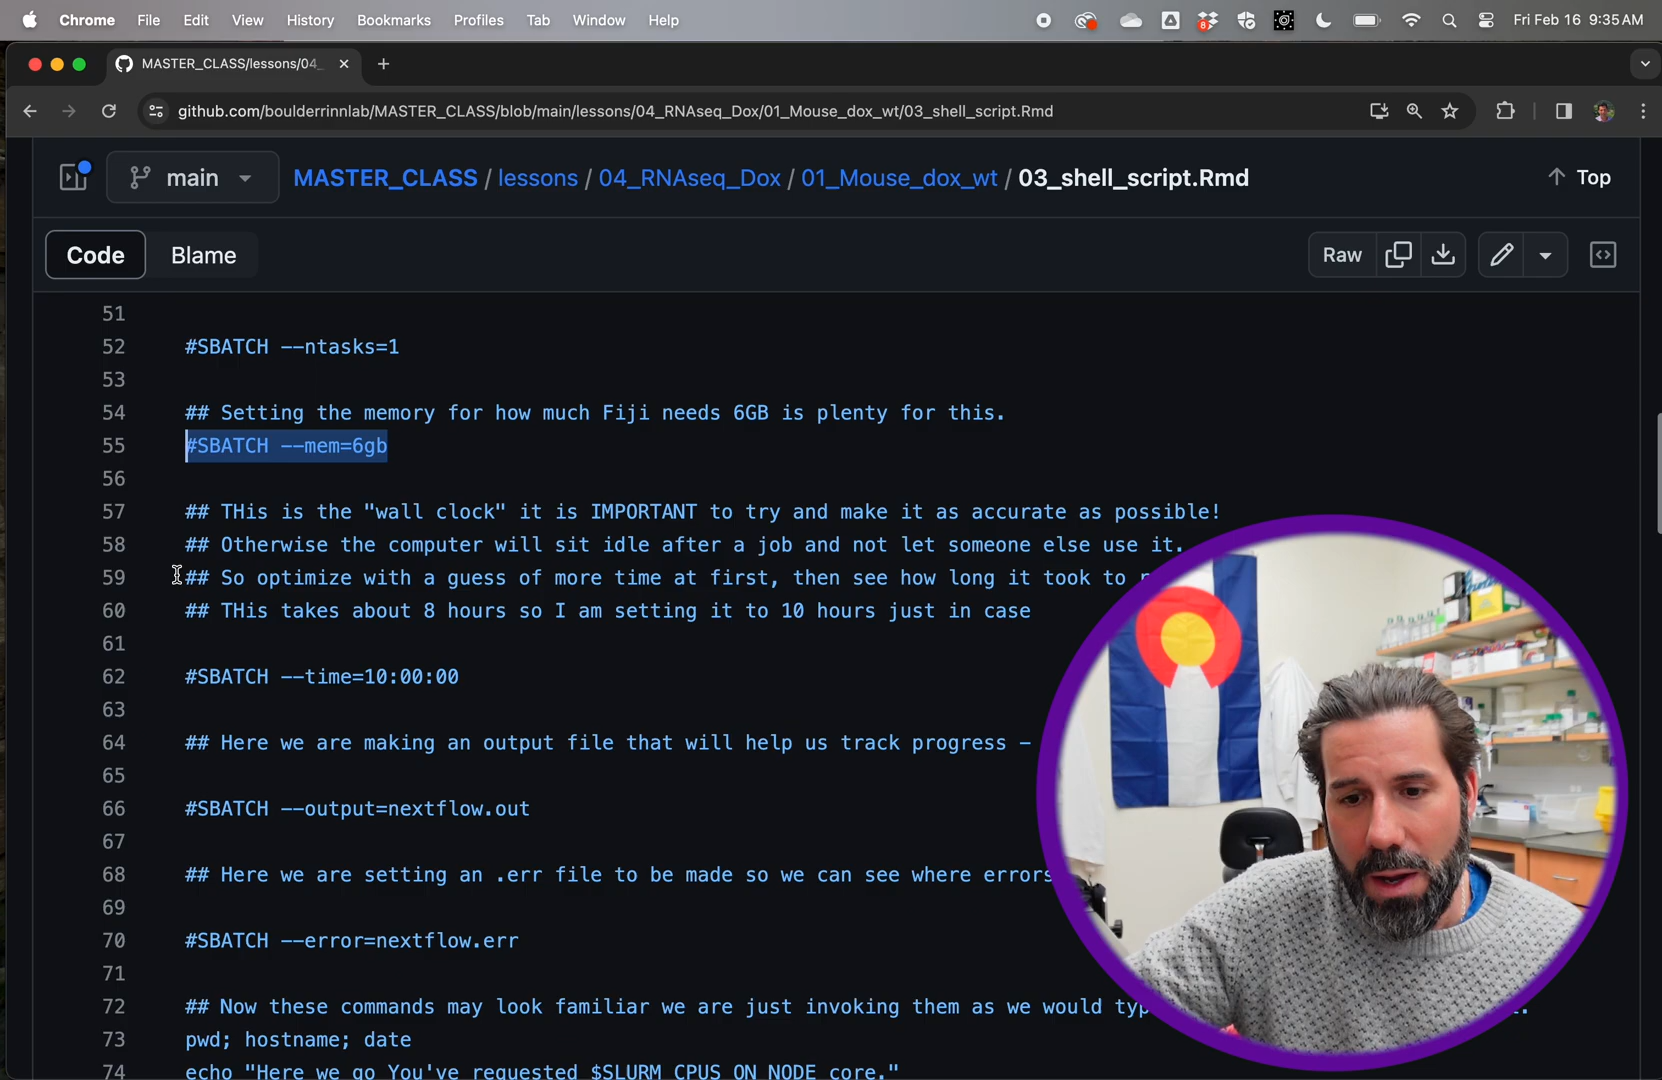 Chrome File Edit View History Bookmarks Profiles Tab Window Help Fri Feb 16 9:35 AM
MASTER_CLASS/lessons/04_
github.com/boulderrinnlab/MASTER_CLASS/blob/main/lessons/04_RNAseq_Dox/01_Mouse_dox_wt/03_shell_script.Rmd
main MASTER_CLASS / lessons / 04_RNAseq_Dox / 01_Mouse_dox_wt / 03_shell_script.Rmd Top
Code Blame Raw
51
52 #SBATCH --ntasks=1
53
54 ## Setting the memory for how much Fiji needs 6GB is plenty for this.
55 #SBATCH --mem=6gb
56
57 ## THis is the "wall clock" it is IMPORTANT to try and make it as accurate as possible!
58 ## Otherwise the computer will sit idle after a job and not let someone else use it.
59 ## So optimize with a guess of more time at first, then see how long it took to
60 ## THis takes about 8 hours so I am setting it to 10 hours just in case
61
62 #SBATCH --time=10:00:00
63
64 ## Here we are making an output file that will help us track progress -
65
66 #SBATCH --output=nextflow.out
67
68 ## Here we are setting an .err file to be made so we can see where errors
69
70 #SBATCH --error=nextflow.err
71
72 ## Now these commands may look familiar we are just invoking them as we would typ
73 pwd; hostname; date
74 echo "Here we go You've requested $SLURM_CPUS_ON_NODE core."